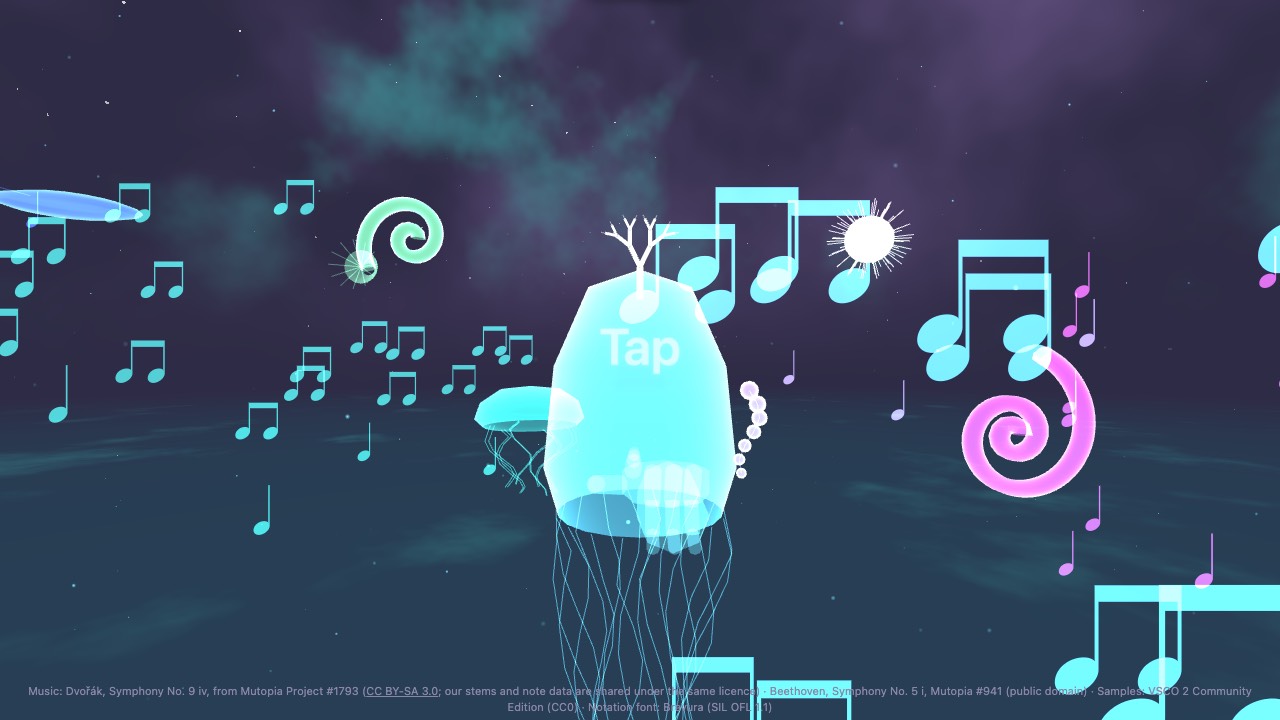 Tap
Music: Dvořák, Symphony No. 9 iv, from Mutopia Project #1793 (CC BY-SA 3.0; our stems and note data are shared under the same licence) · Beethoven, Symphony No. 5 i, Mutopia #941 (public domain) · Samples: VSCO 2 Community
Edition (CC0) · Notation font: Bravura (SIL OFL 1.1)